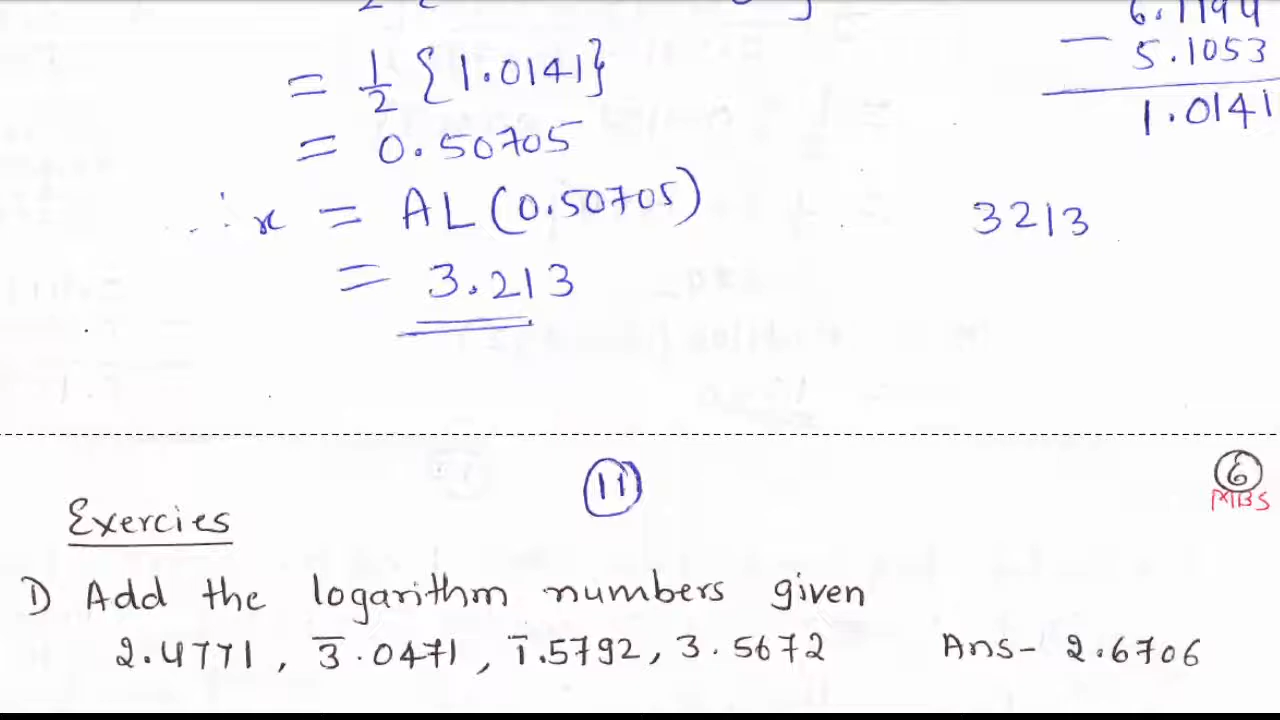 6.1194
= 1/2 {1.0141}
- 5.1053
1.0141
= 0.50705
∴ x = AL (0.50705)
3213
= 3.213
11
6
MBS
Exercies
1) Add the logarithm numbers given
2.4771, 3̅.0471, 1̅.5792, 3.5672 Ans- 2.6706